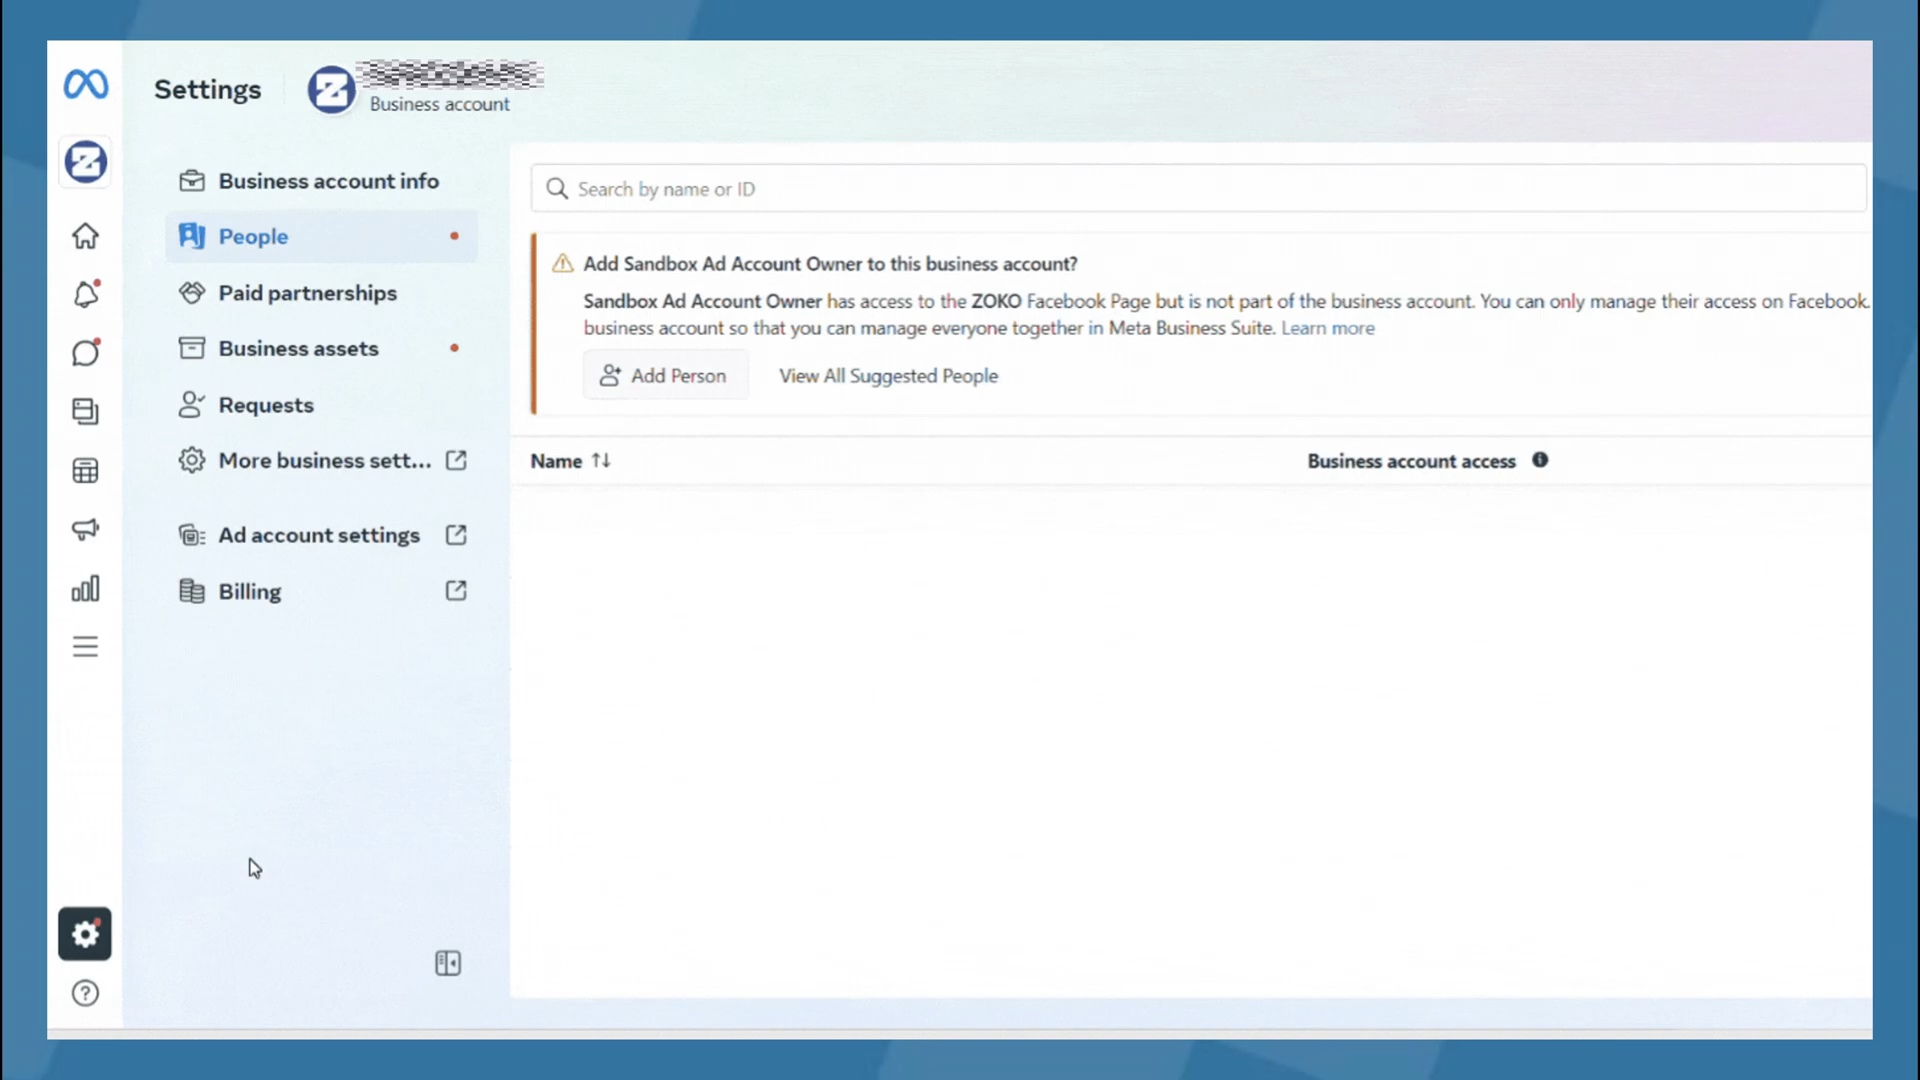 Settings
Business account
Business account info
People
Paid partnerships
Business assets
Requests
More business sett...
Ad account settings
Billing
Search by name or ID
Add Sandbox Ad Account Owner to this business account?
Sandbox Ad Account Owner has access to the ZOKO Facebook Page but is not part of the business account. You can only manage their access on Facebook.
business account so that you can manage everyone together in Meta Business Suite. Learn more
Add Person
View All Suggested People
Name
Business account access